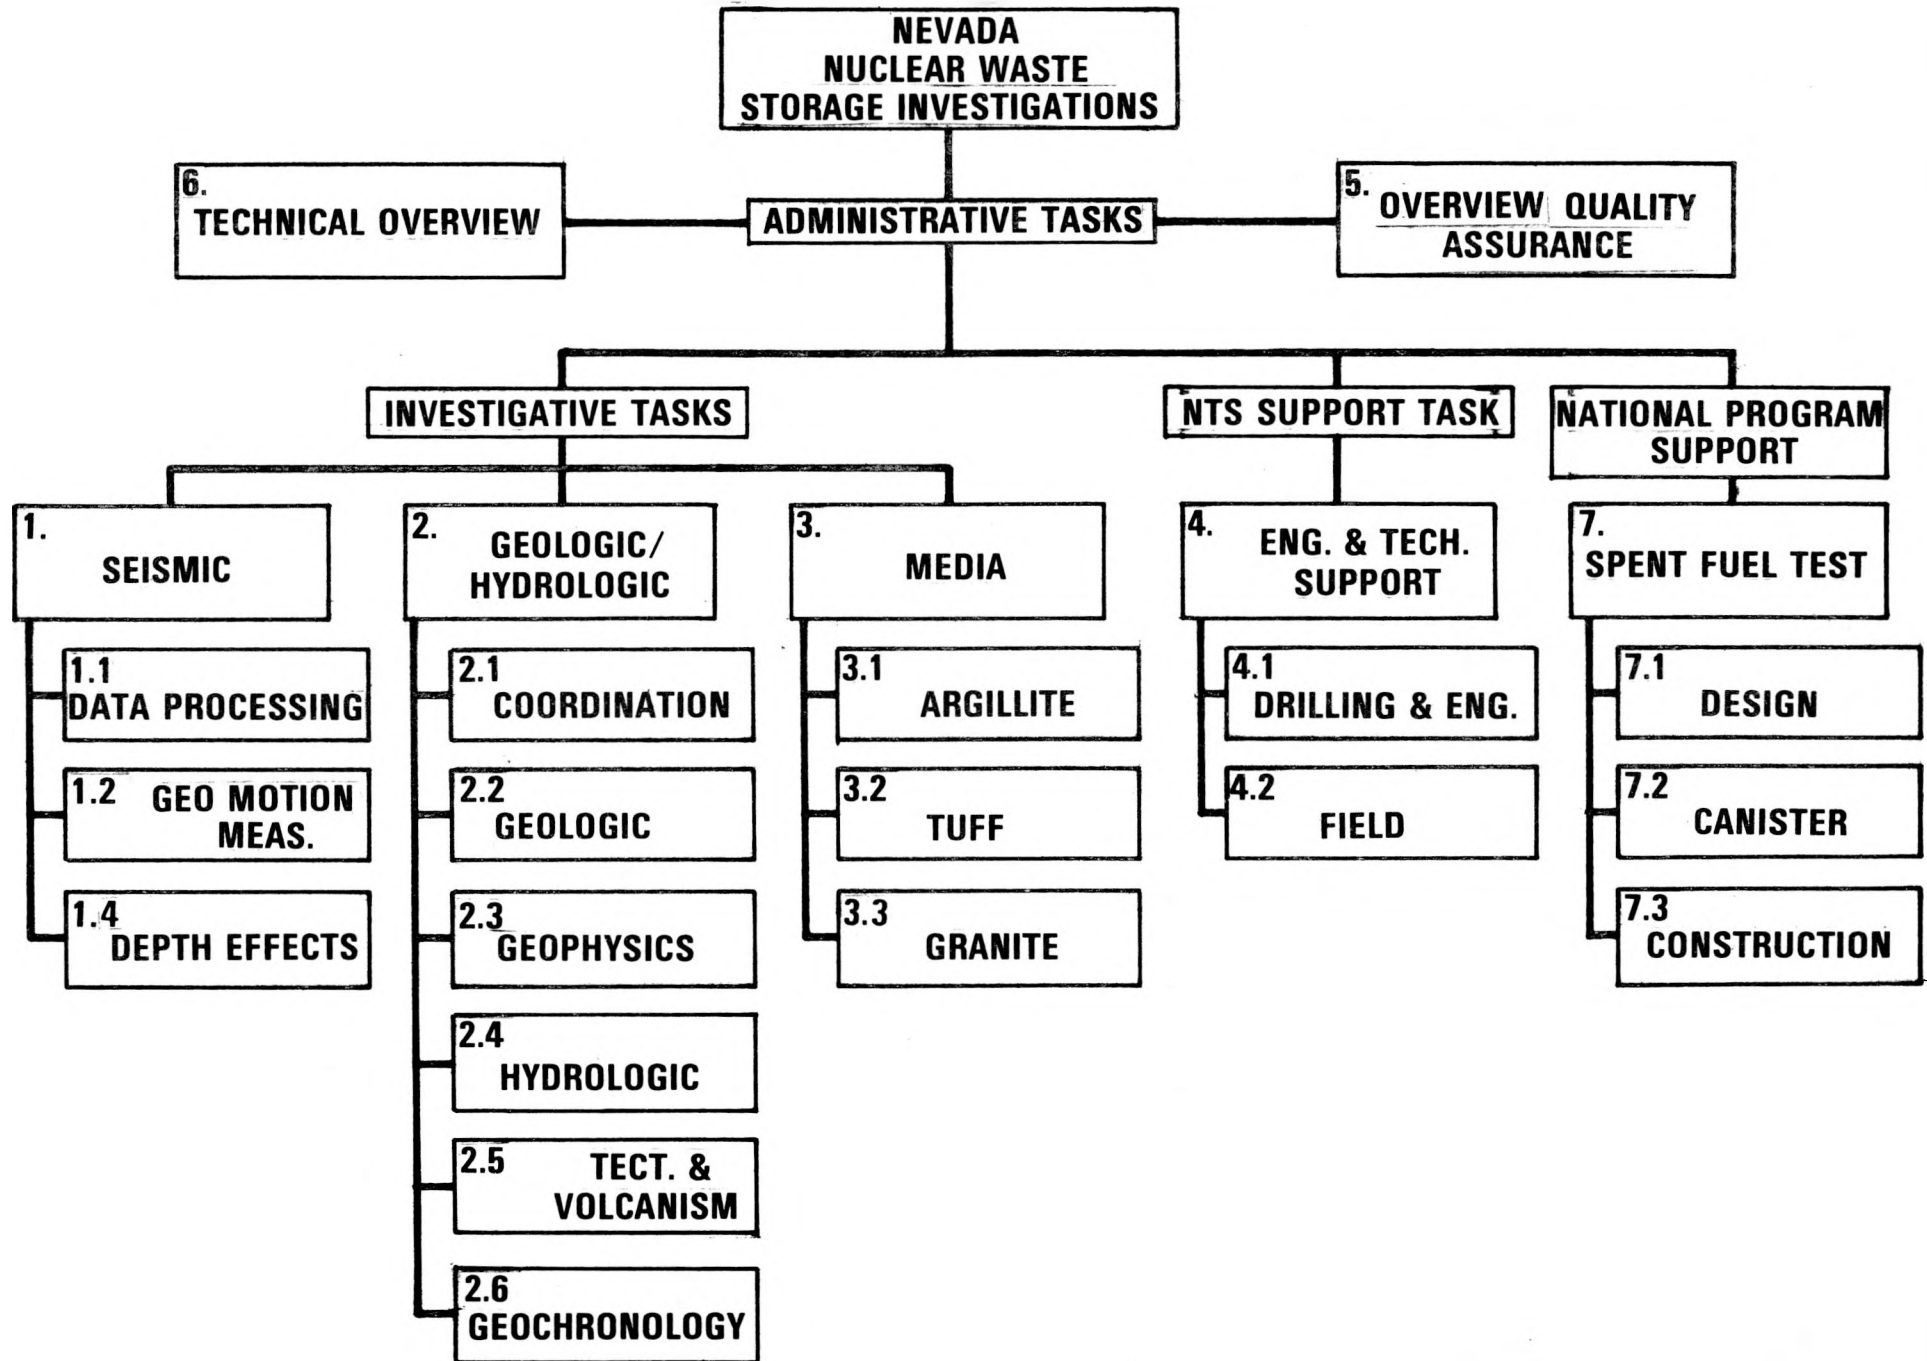 NEVADA
NUCLEAR WASTE
STORAGE INVESTIGATIONS
6.
TECHNICAL OVERVIEW
ADMINISTRATIVE TASKS
5.
OVERVIEW QUALITY
ASSURANCE
INVESTIGATIVE TASKS
NTS SUPPORT TASK
NATIONAL PROGRAM
SUPPORT
1.
SEISMIC
2.
GEOLOGIC/
HYDROLOGIC
3.
MEDIA
4.
ENG. & TECH.
SUPPORT
7.
SPENT FUEL TEST
1.1
DATA PROCESSING
1.2 GEO MOTION
MEAS.
1.4
DEPTH EFFECTS
2.1
COORDINATION
2.2
GEOLOGIC
2.3
GEOPHYSICS
2.4
HYDROLOGIC
2.5 TECT. &
VOLCANISM
2.6
GEOCHRONOLOGY
3.1
ARGILLITE
3.2
TUFF
3.3
GRANITE
4.1
DRILLING & ENG.
4.2
FIELD
7.1
DESIGN
7.2
CANISTER
7.3
CONSTRUCTION